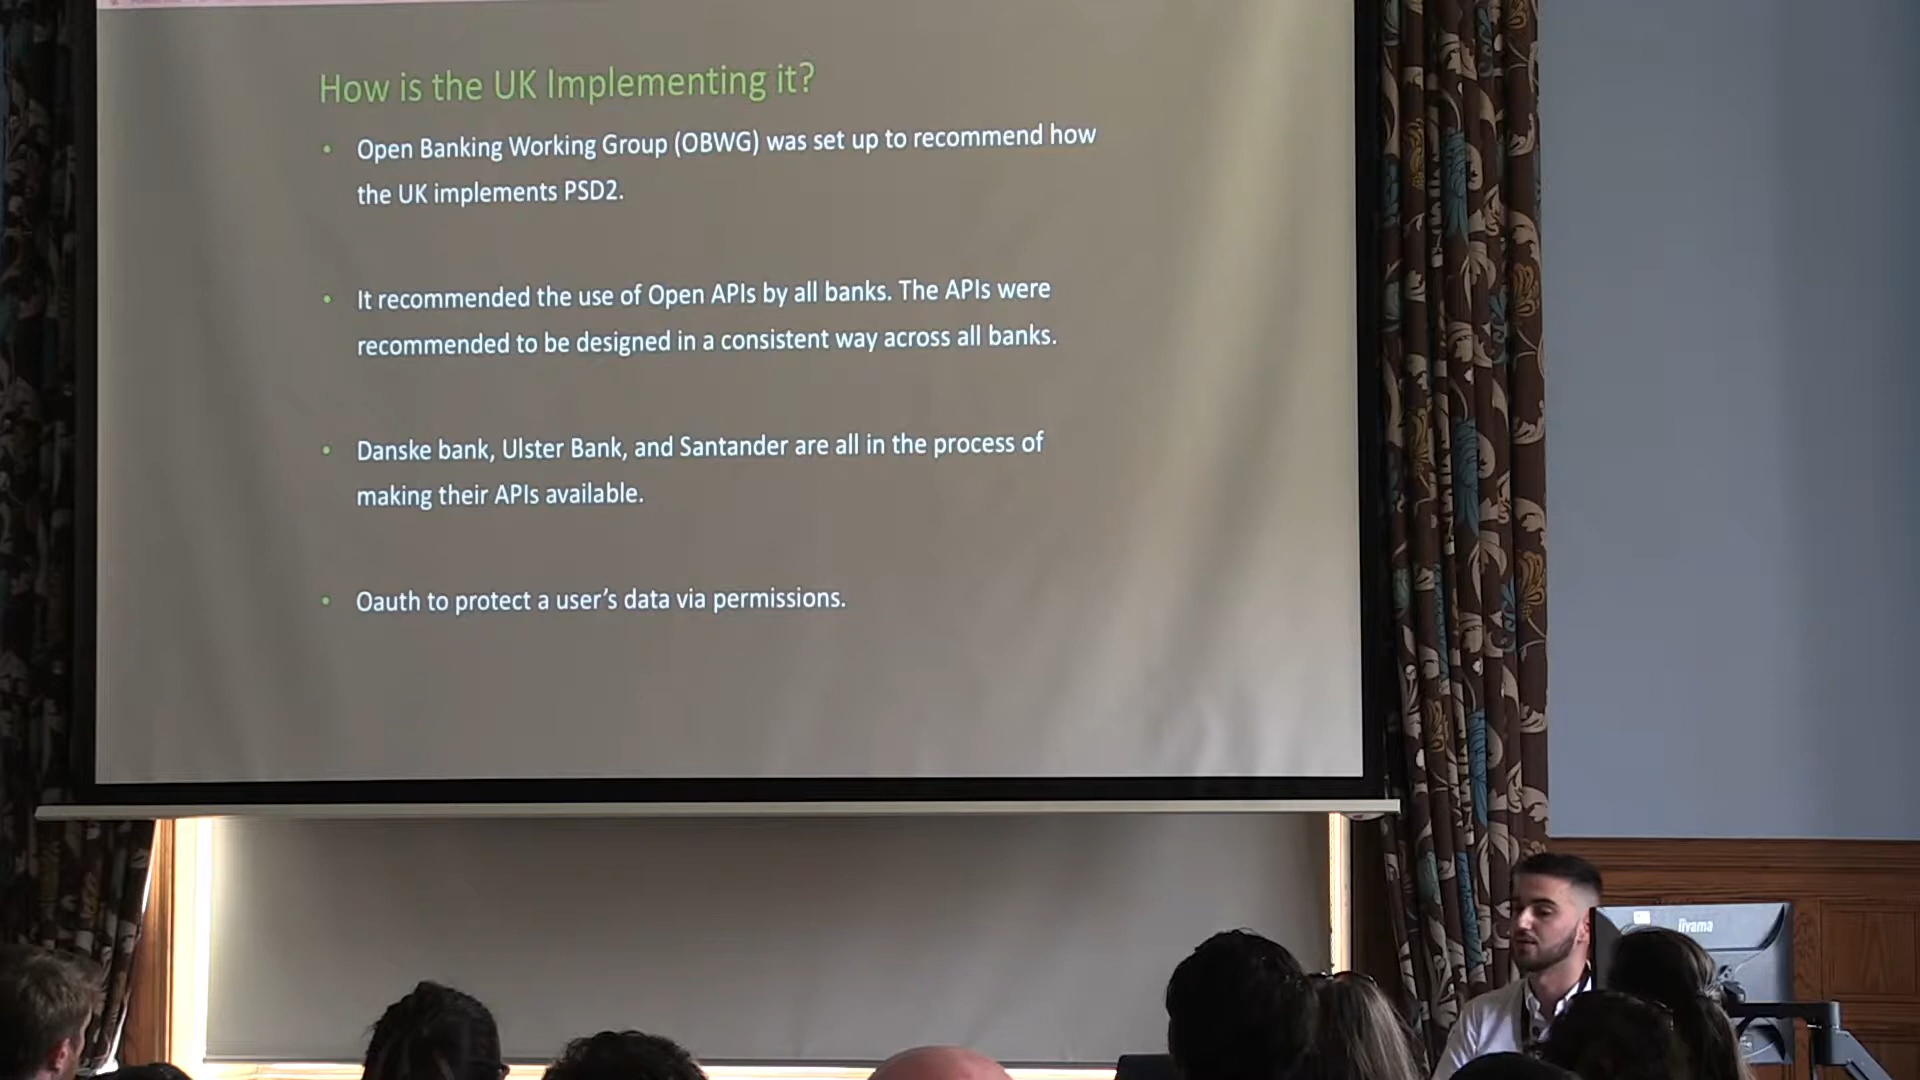 How is the UK Implementing it?
• Open Banking Working Group (OBWG) was set up to recommend how
the UK implements PSD2.
• It recommended the use of Open APIs by all banks. The APIs were
recommended to be designed in a consistent way across all banks.
• Danske bank, Ulster Bank, and Santander are all in the process of
making their APIs available.
• Oauth to protect a user's data via permissions.
iiyama